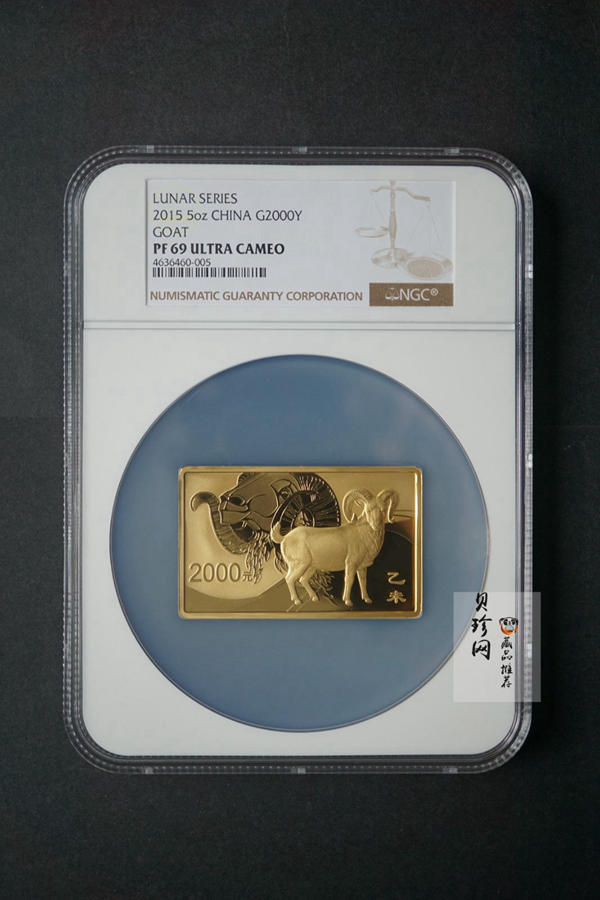 LUNAR SERIES
2015 5oz CHINA G2000Y
GOAT
PF 69 ULTRA CAMEO
4636460-005
NUMISMATIC GUARANTY CORPORATION
NGC®
2000元
乙未
贝珍网
藏品推荐